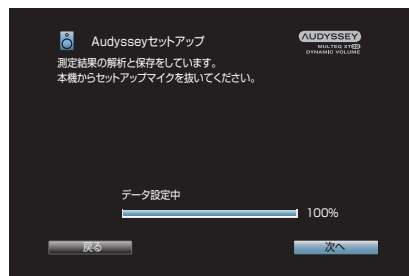 Audysseyセットアップ
AUDYSSEY
MULTEQ XT32
DYNAMIC VOLUME
測定結果の解析と保存をしています。
本機からセットアップマイクを抜いてください。
データ設定中
100%
戻る
次へ